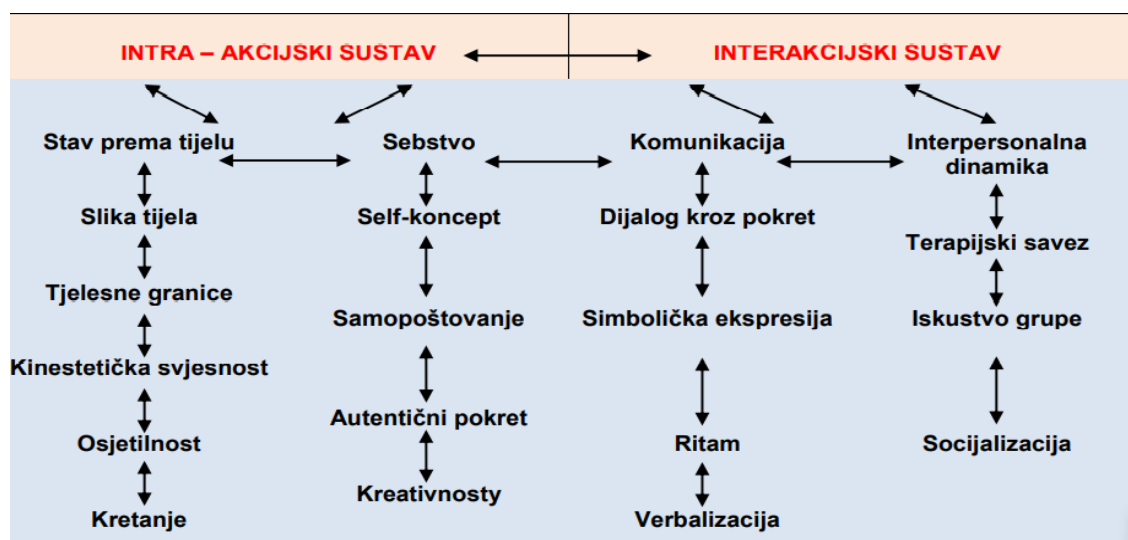 INTRA – AKCIJSKI SUSTAV
INTERAKCIJSKI SUSTAV
Stav prema tijelu
Sebstvo
Komunikacija
Interpersonalna
dinamika
Slika tijela
Self-koncept
Dijalog kroz pokret
Terapijski savez
Tjelesne granice
Samopoštovanje
Simbolička ekspresija
Iskustvo grupe
Kinestetička svjesnost
Autentični pokret
Osjetilnost
Ritam
Socijalizacija
Kreativnosty
Kretanje
Verbalizacija